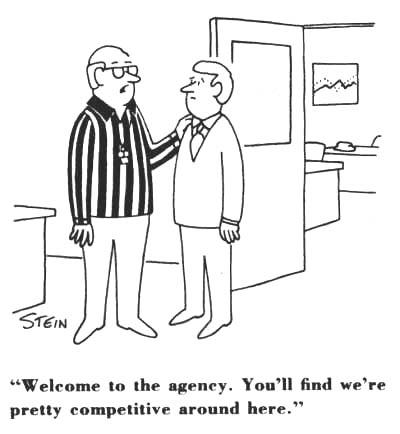 STEIN
“Welcome to the agency. You’ll find we’re
pretty competitive around here.”